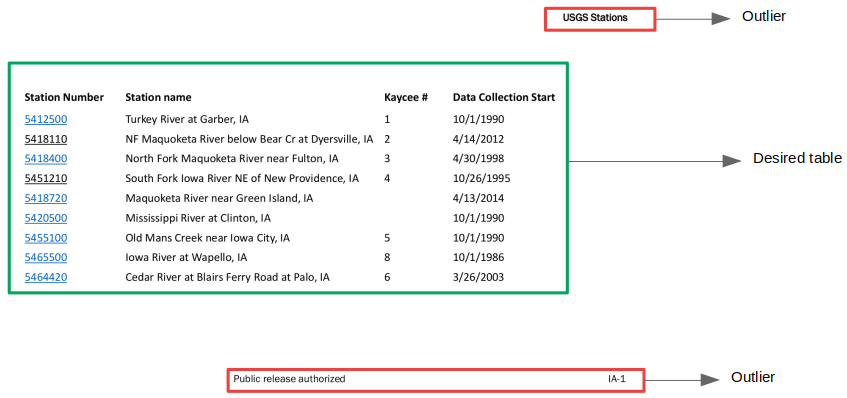 USGS Stations Outlier
Station Number Station name Kaycee # Data Collection Start
5412500 Turkey River at Garber, IA 1 10/1/1990
5418110 NF Maquoketa River below Bear Cr at Dyersville, IA 2 4/14/2012
5418400 North Fork Maquoketa River near Fulton, IA 3 4/30/1998
Desired table
5451210 South Fork Iowa River NE of New Providence, IA 4 10/26/1995
5418720 Maquoketa River near Green Island, IA 4/13/2014
5420500 Mississippi River at Clinton, IA 10/1/1990
5455100 Old Mans Creek near Iowa City, IA 5 10/1/1990
5465500 Iowa River at Wapello, IA 8 10/1/1986
5464420 Cedar River at Blairs Ferry Road at Palo, IA 6 3/26/2003
Public release authorized IA-1 Outlier